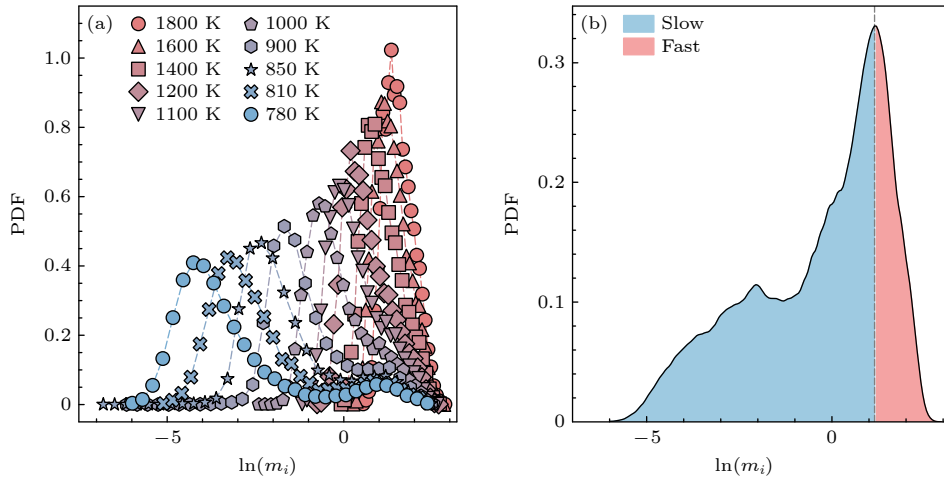 (a)
1800 K
1600 K
1400 K
1200 K
1100 K
1000 K
900 K
850 K
810 K
780 K
PDF
1.0
0.8
0.6
0.4
0.2
0
−5
0
ln(mᵢ)
(b)
Slow
Fast
PDF
0.3
0.2
0.1
0
−5
0
ln(mᵢ)